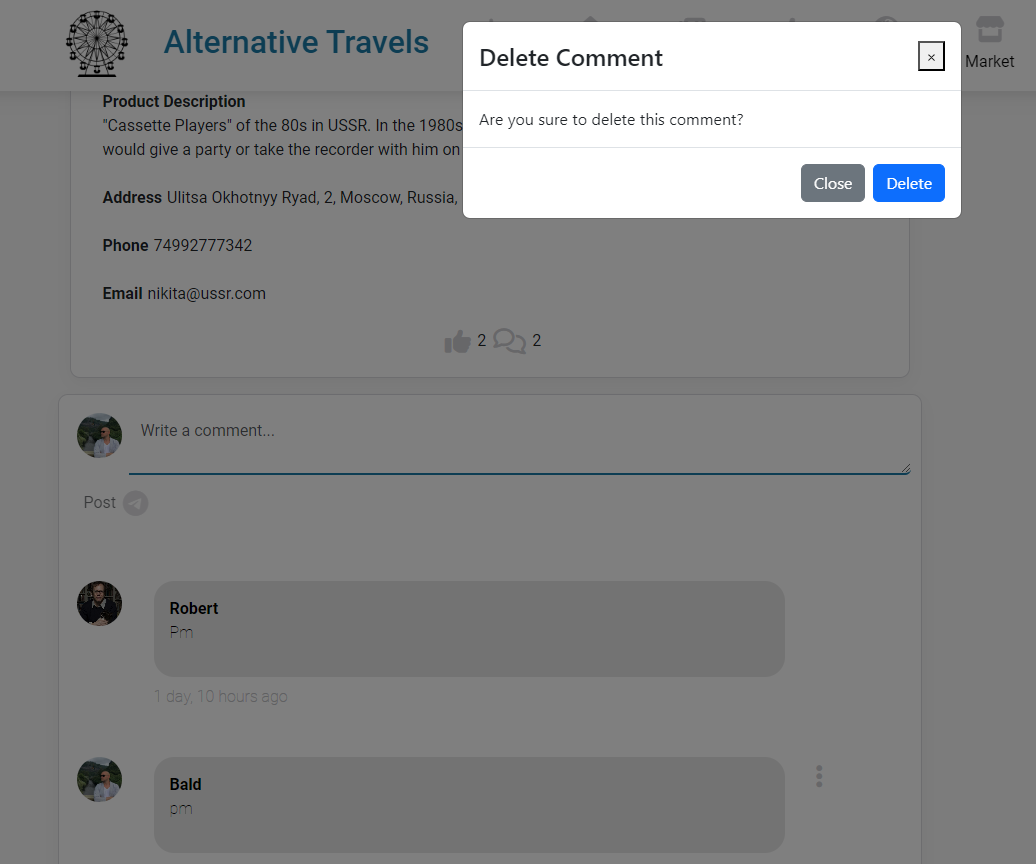 Alternative Travels
Market
Delete Comment
×
Are you sure to delete this comment?
Close
Delete
Product Description
"Cassette Players" of the 80s in USSR. In the 1980s
would give a party or take the recorder with him on
Address Ulitsa Okhotnyy Ryad, 2, Moscow, Russia,
Phone 74992777342
Email nikita@ussr.com
2 2
Write a comment...
Post
Robert
Pm
1 day, 10 hours ago
Bald
pm